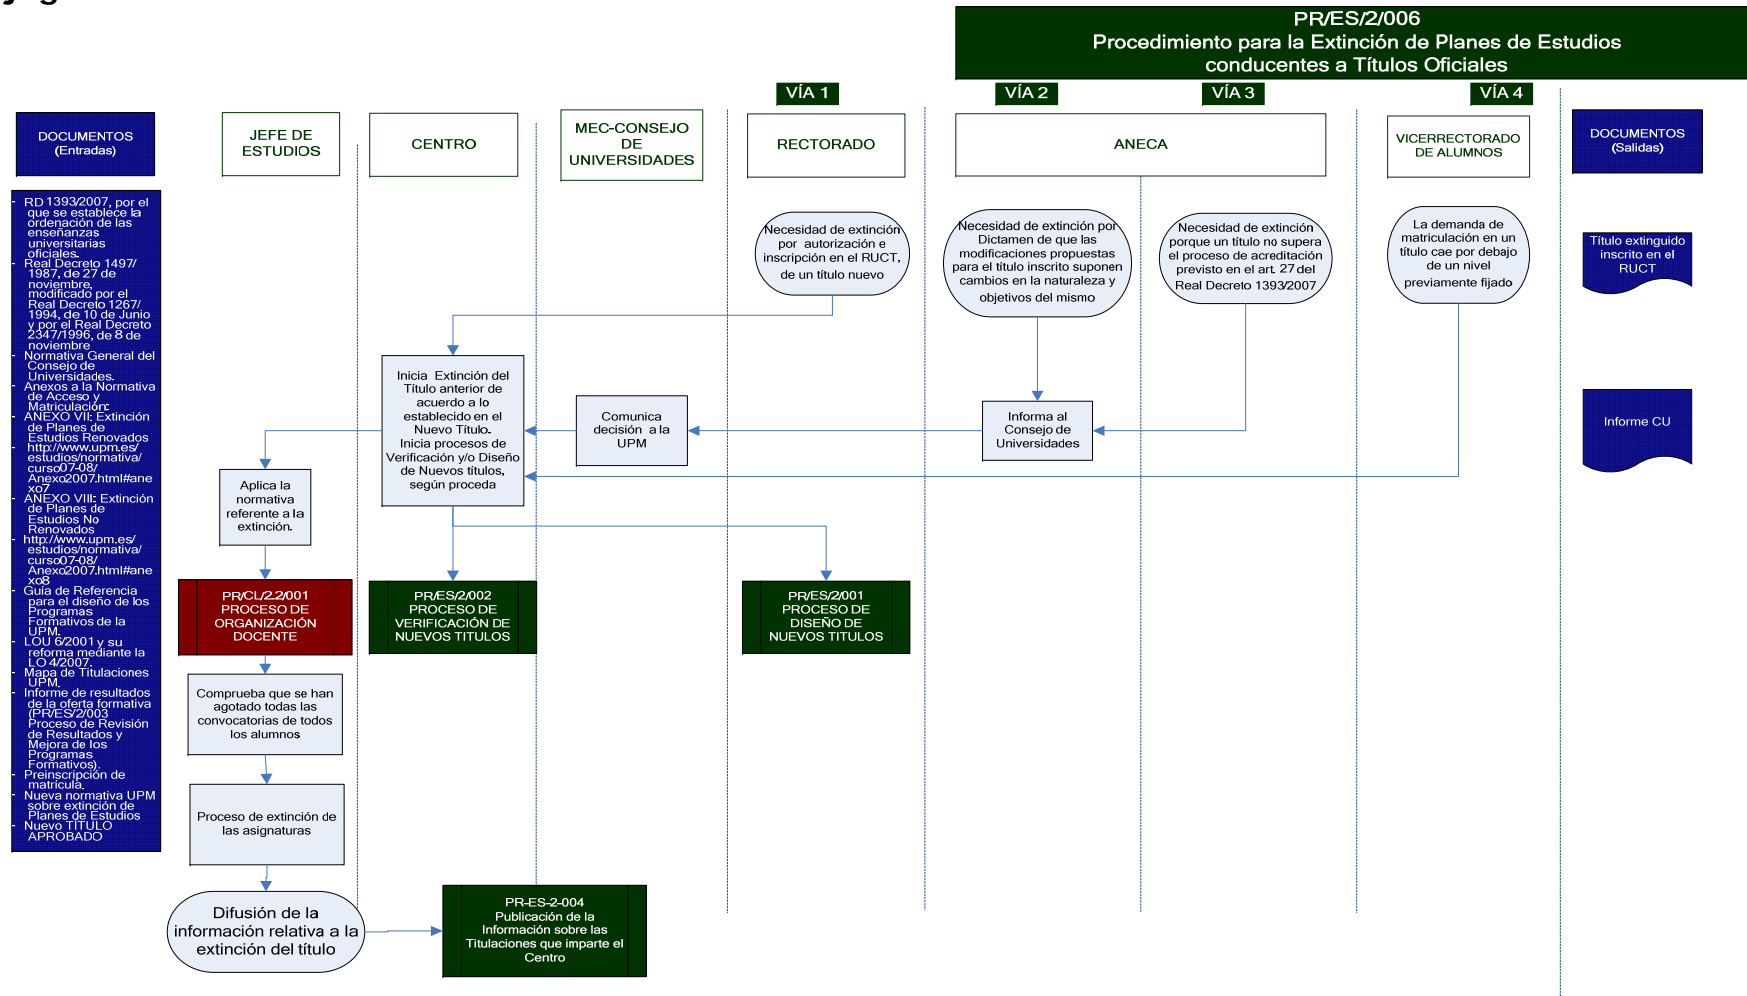 PR/ES/2/006
Procedimiento para la Extinción de Planes de Estudios
conducentes a Títulos Oficiales
VÍA 1
VÍA 2
VÍA 3
VÍA 4
DOCUMENTOS
(Entradas)
JEFE DE
ESTUDIOS
CENTRO
MEC-CONSEJO
DE
UNIVERSIDADES
RECTORADO
ANECA
VICERRECTORADO
DE ALUMNOS
DOCUMENTOS
(Salidas)
- RD 1393/2007, por el
que se establece la
ordenación de las
enseñanzas
universitarias
oficiales.
- Real Decreto 1497/
1987, de 27 de
noviembre,
modificado por el
Real Decreto 1267/
1994, de 10 de Junio
y por el Real Decreto
2347/1996, de 8 de
noviembre
- Normativa General del
Consejo de
Universidades.
- Anexos a la Normativa
de Acceso y
Matriculación:
- ANEXO VII: Extinción
de Planes de
Estudios Renovados
- http://www.upm.es/
estudios/normativa/
curso07-08/
Anexo2007.html#ane
xo7
- ANEXO VIII: Extinción
de Planes de
Estudios No
Renovados
- http://www.upm.es/
estudios/normativa/
curso07-08/
Anexo2007.html#ane
xo8
- Guía de Referencia
para el diseño de los
Programas
Formativos de la
UPM.
- LOU 6/2001 y su
reforma mediante la
LO 4/2007.
- Mapa de Titulaciones
UPM.
- Informe de resultados
de la oferta formativa
(PR/ES/2/003
Proceso de Revisión
de Resultados y
Mejora de los
Programas
Formativos).
- Preinscripción de
matrícula.
- Nueva normativa UPM
sobre extinción de
Planes de Estudios
- Nuevo TÍTULO
APROBADO
Necesidad de extinción
por autorización e
inscripción en el RUCT,
de un título nuevo
Necesidad de extinción por
Dictamen de que las
modificaciones propuestas
para el título inscrito suponen
cambios en la naturaleza y
objetivos del mismo
Necesidad de extinción
porque un título no supera
el proceso de acreditación
previsto en el art. 27 del
Real Decreto 1393/2007
La demanda de
matriculación en un
título cae por debajo
de un nivel
previamente fijado
Título extinguido
inscrito en el
RUCT
Inicia Extinción del
Título anterior de
acuerdo a lo
establecido en el
Nuevo Título.
Inicia procesos de
Verificación y/o Diseño
de Nuevos títulos,
según proceda
Comunica
decisión a la
UPM
Informa al
Consejo de
Universidades
Informe CU
Aplica la
normativa
referente a la
extinción.
PR/CL/2.2/001
PROCESO DE
ORGANIZACIÓN
DOCENTE
PR/ES/2/002
PROCESO DE
VERIFICACIÓN DE
NUEVOS TITULOS
PR/ES/2/001
PROCESO DE
DISEÑO DE
NUEVOS TITULOS
Comprueba que se han
agotado todas las
convocatorias de todos
los alumnos
Proceso de extinción de
las asignaturas
Difusión de la
información relativa a la
extinción del título
PR-ES-2-004
Publicación de la
Información sobre las
Titulaciones que imparte el
Centro